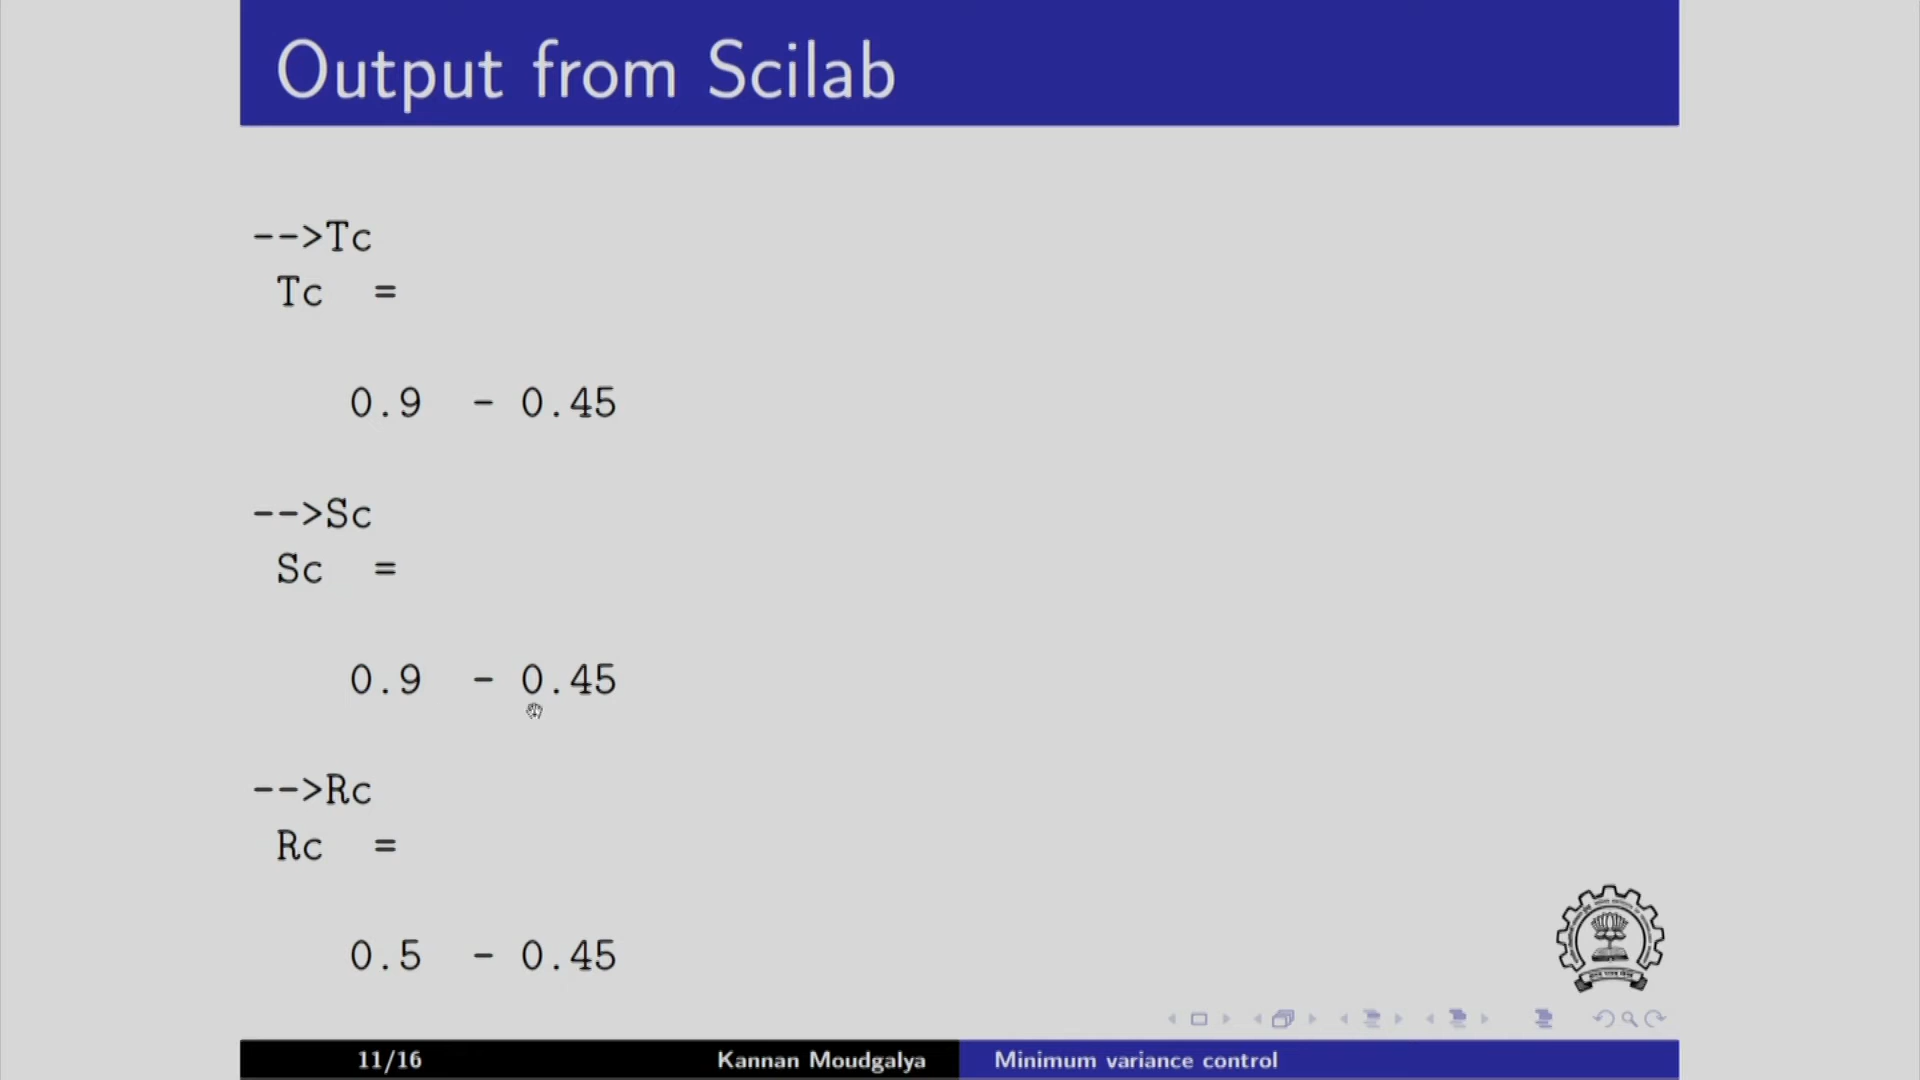 Output from Scilab
-->Tc
Tc =
0.9 - 0.45
-->Sc
Sc =
0.9 - 0.45
-->Rc
Rc =
0.5 - 0.45
11/16 Kannan Moudgalya Minimum variance control